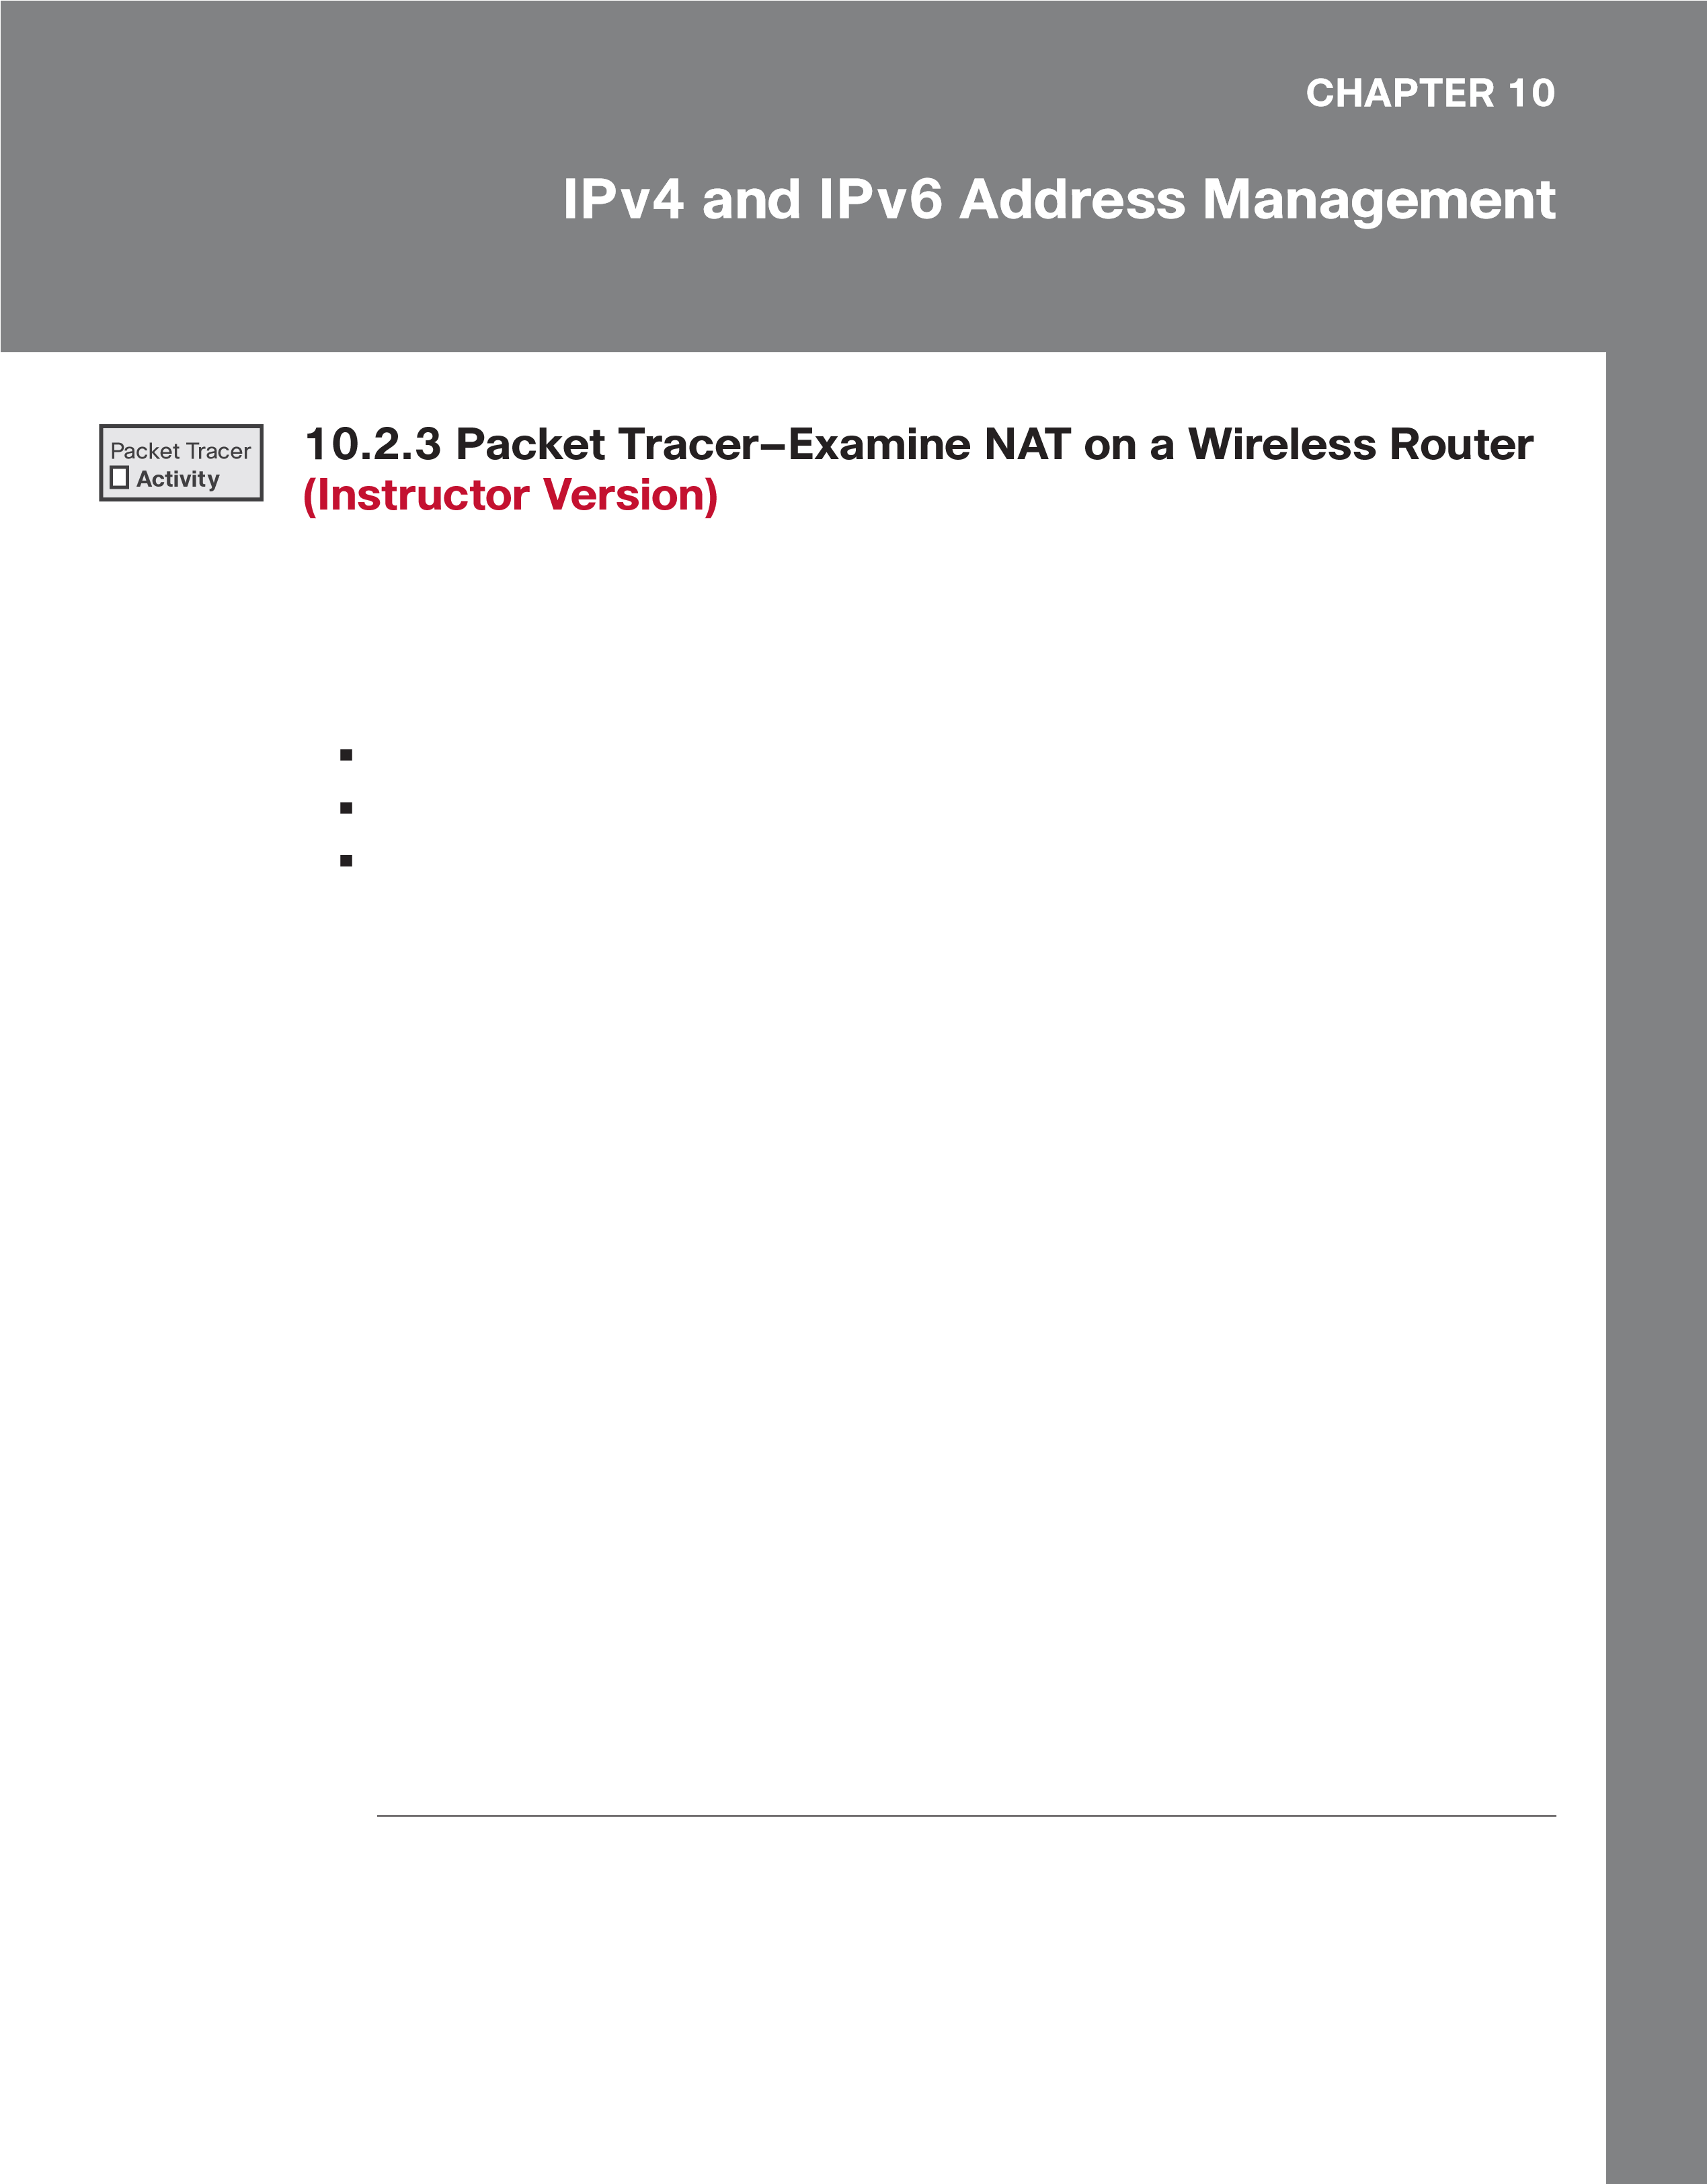 CHAPTER 10
IPv4 and IPv6 Address Management
Packet Tracer
Activity
10.2.3 Packet Tracer–Examine NAT on a Wireless Router
(Instructor Version)